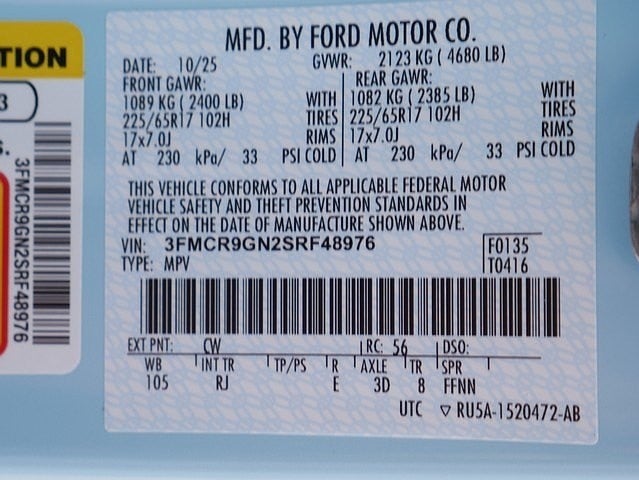 TION
3
s.
3FMCR9GN2SRF48976
MFD. BY FORD MOTOR CO.
DATE: 10/25 GVWR: 2123 KG ( 4680 LB)
FRONT GAWR: REAR GAWR:
1089 KG ( 2400 LB) WITH 1082 KG ( 2385 LB) WITH
225/65R17 102H TIRES 225/65R17 102H TIRES
17x7.0J RIMS 17x7.0J RIMS
AT 230 kPa/ 33 PSI COLD AT 230 kPa/ 33 PSI COLD
THIS VEHICLE CONFORMS TO ALL APPLICABLE FEDERAL MOTOR
VEHICLE SAFETY AND THEFT PREVENTION STANDARDS IN
EFFECT ON THE DATE OF MANUFACTURE SHOWN ABOVE.
VIN: 3FMCR9GN2SRF48976 F0135
TYPE: MPV T0416
EXT PNT: CW RC: 56 DSO:
WB INT TR TP/PS R AXLE TR SPR
105 RJ E 3D 8 FFNN
UTC ▽ RU5A-1520472-AB